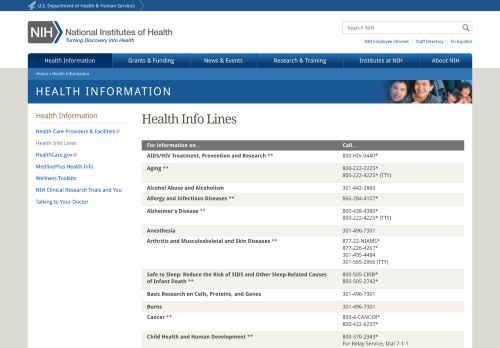 U.S. Department of Health & Human Services
NIH National Institutes of Health
Turning Discovery Into Health
Search NIH
NIH Employee Intranet | Staff Directory | En Español
Health Information
Grants & Funding
News & Events
Research & Training
Institutes at NIH
About NIH
Home » Health Information
HEALTH INFORMATION
Health Information
Health Care Providers & Facilities
Health Info Lines
HealthCare.gov
MedlinePlus Health Info
Wellness Toolkits
NIH Clinical Research Trials and You
Talking to Your Doctor
Health Info Lines
For information on.. Call...
AIDS/HIV Treatment, Prevention and Research ** 800-HIV-0440*
Aging ** 800-222-2225*
800-222-4225* (TTY)
Alcohol Abuse and Alcoholism 301-443-3860
Allergy and Infectious Diseases ** 866-284-4107*
Alzheimer's Disease ** 800-438-4380*
800-222-4225* (TTY)
Anesthesia 301-496-7301
Arthritis and Musculoskeletal and Skin Diseases ** 877-22-NIAMS*
877-226-4267*
301-495-4484
301-565-2966 (TTY)
Safe to Sleep: Reduce the Risk of SIDS and Other Sleep-Related Causes 800-505-CRIB*
of Infant Death ** 800-505-2742*
Basic Research on Cells, Proteins, and Genes 301-496-7301
Burns 301-496-7301
Cancer ** 800-4-CANCER*
800-422-6237*
Child Health and Human Development ** 800-370-2943*
For Relay Service, Dial 7-1-1